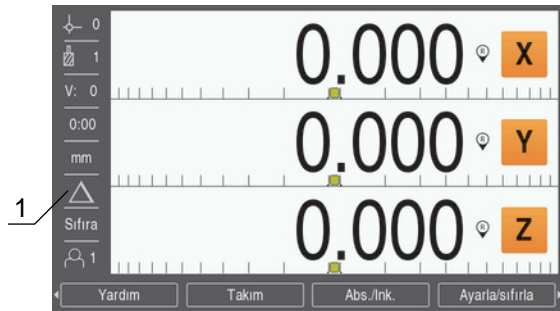 0
1
V: 0
0:00
mm
Sıfıra
1
1
0.000 R X
0.000 R Y
0.000 R Z
Yardım Takım Abs./Ink. Ayarla/sıfırla